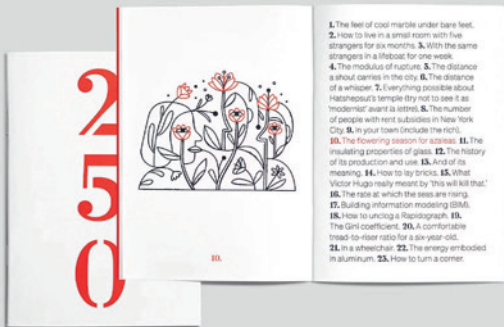 2
5
0
10.
1. The feel of cool marble under bare feet.
2. How to live in a small room with five
strangers for six months. 3. With the same
strangers in a lifeboat for one week.
4. The modulus of rupture. 5. The distance
a shout carries in the city. 6. The distance
of a whisper. 7. Everything possible about
Hatshepsut's temple (try not to see it as
'modernist' avant la lettre). 8. The number
of people with rent subsidies in New York
City. 9. In your town (include the rich).
10. The flowering season for azaleas. 11. The
insulating properties of glass. 12. The history
of its production and use. 13. And of its
meaning. 14. How to lay bricks. 15. What
Victor Hugo really meant by 'this will kill that.'
16. The rate at which the seas are rising.
17. Building information modeling (BIM).
18. How to unclog a Rapidograph. 19.
The Gini coefficient. 20. A comfortable
tread-to-riser ratio for a six-year-old.
21. In a wheelchair. 22. The energy embodied
in aluminum. 23. How to turn a corner.